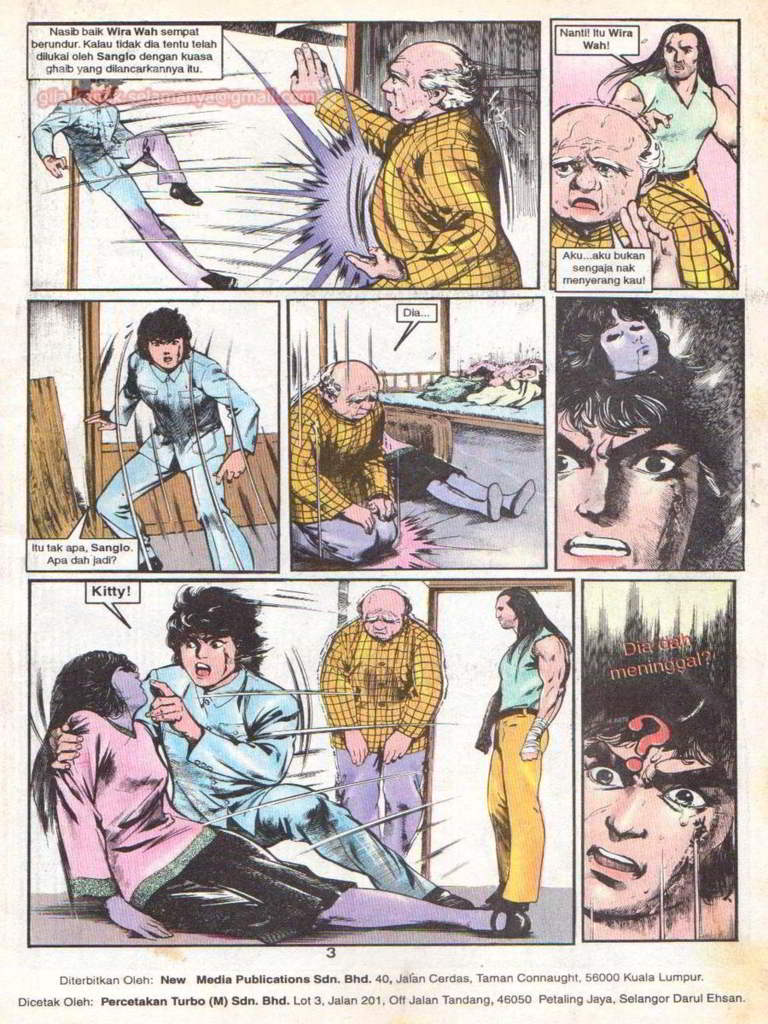 Nasib baik Wira Wah sempat
berundur. Kalau tidak dia tentu telah
dilukai oleh Sanglo dengan kuasa
ghaib yang dilancarkannya itu.
Nanti! Itu Wira
Wah!
Aku...aku bukan
sengaja nak
menyerang kau!
Itu tak apa, Sanglo.
Apa dah jadi?
Dia...
Kitty!
Dia dah
meninggal?!
?
3
Diterbitkan Oleh: New Media Publications Sdn. Bhd. 40, Jalan Cerdas, Taman Connaught, 56000 Kuala Lumpur.
Dicetak Oleh: Percetakan Turbo (M) Sdn. Bhd. Lot 3, Jalan 201, Off Jalan Tandang, 46050 Petaling Jaya, Selangor Darul Ehsan.